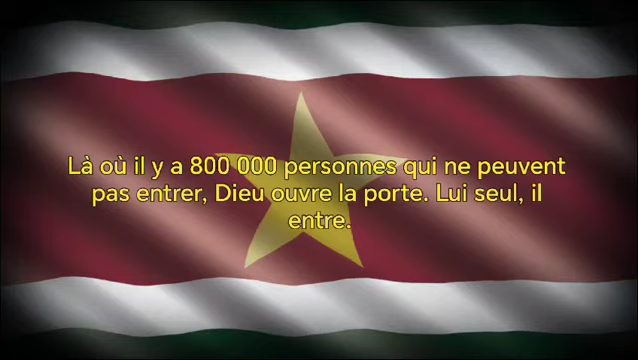 Là où il y a 800 000 personnes qui ne peuvent
pas entrer, Dieu ouvre la porte. Lui seul, il
entre.